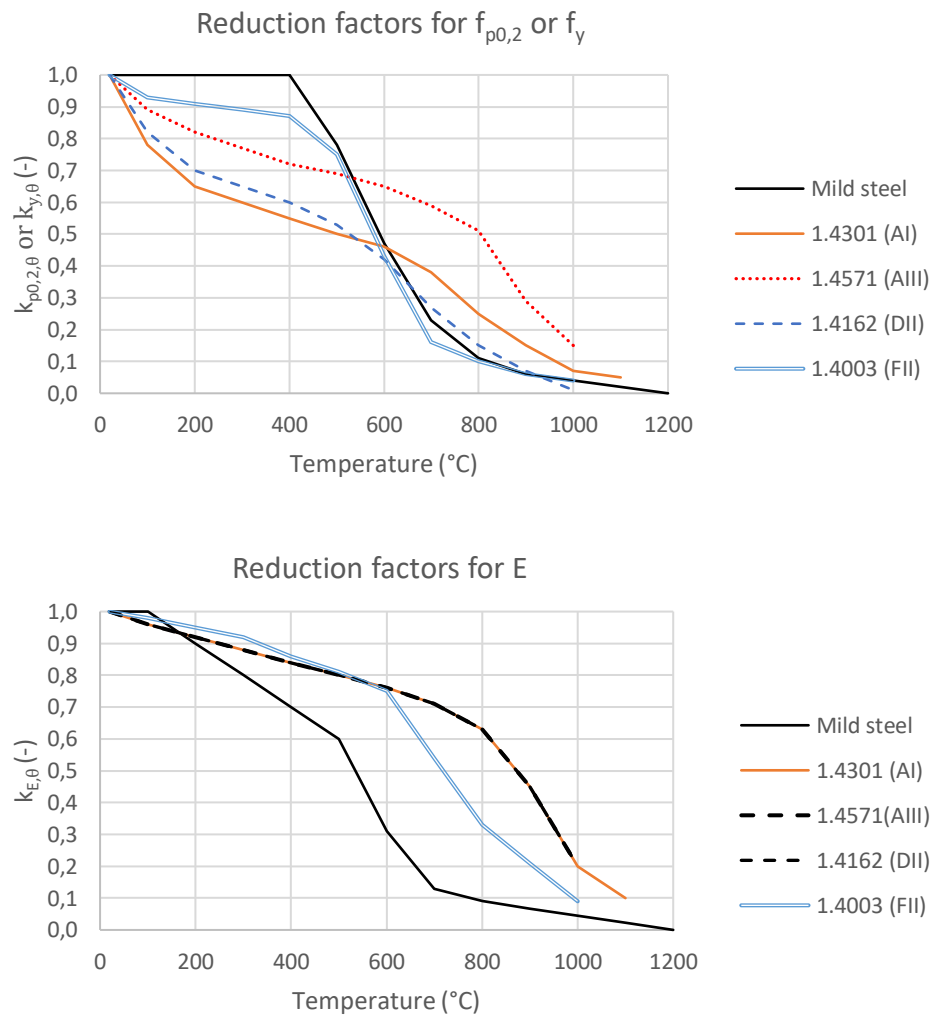 Reduction factors for fp0,2 or fy
1,0
0,9
0,8
0,7
0,6
0,5
0,4
0,3
0,2
0,1
0,0
kp0,2,θ or ky,θ (-)
0 200 400 600 800 1000 1200
Temperature (°C)
Mild steel
1.4301 (AI)
1.4571 (AIII)
1.4162 (DII)
1.4003 (FII)
Reduction factors for E
1,0
0,9
0,8
0,7
0,6
0,5
0,4
0,3
0,2
0,1
0,0
kE,θ (-)
0 200 400 600 800 1000 1200
Temperature (°C)
Mild steel
1.4301 (AI)
1.4571(AIII)
1.4162 (DII)
1.4003 (FII)